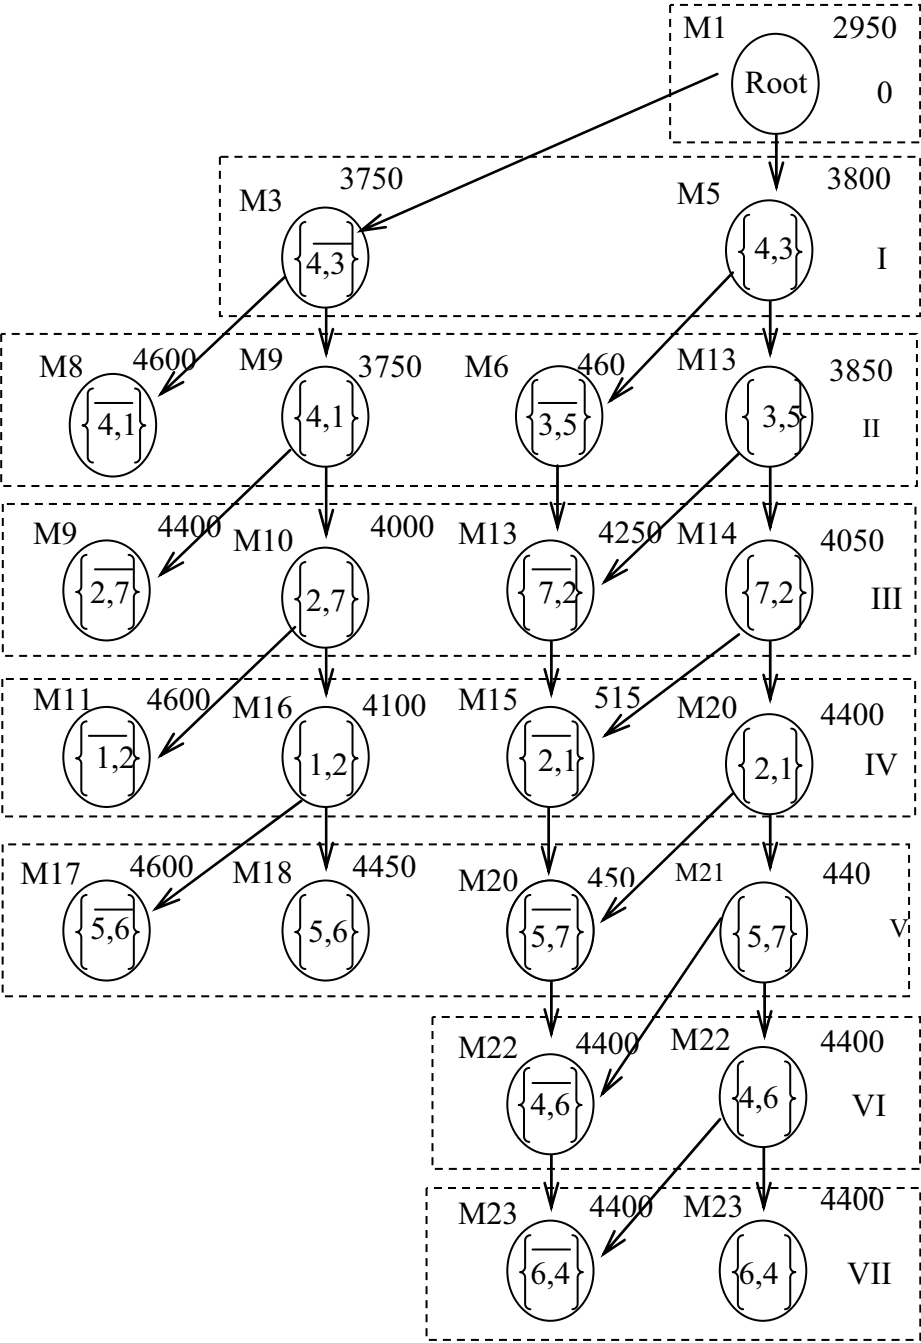 M1 2950
Root
0
M3 3750 M5 3800
{4,3} {4,3} I
M8 4600 M9 3750 M6 460 M13 3850
{4,1} {4,1} {3,5} {3,5} II
M9 4400 M10 4000 M13 4250 M14 4050
{2,7} {2,7} {7,2} {7,2} III
M11 4600 M16 4100 M15 515 M20 4400
{1,2} {1,2} {2,1} {2,1} IV
M17 4600 M18 4450 M20 450 M21 440
{5,6} {5,6} {5,7} {5,7} V
M22 4400 M22 4400
{4,6} {4,6} VI
M23 4400 M23 4400
{6,4} {6,4} VII